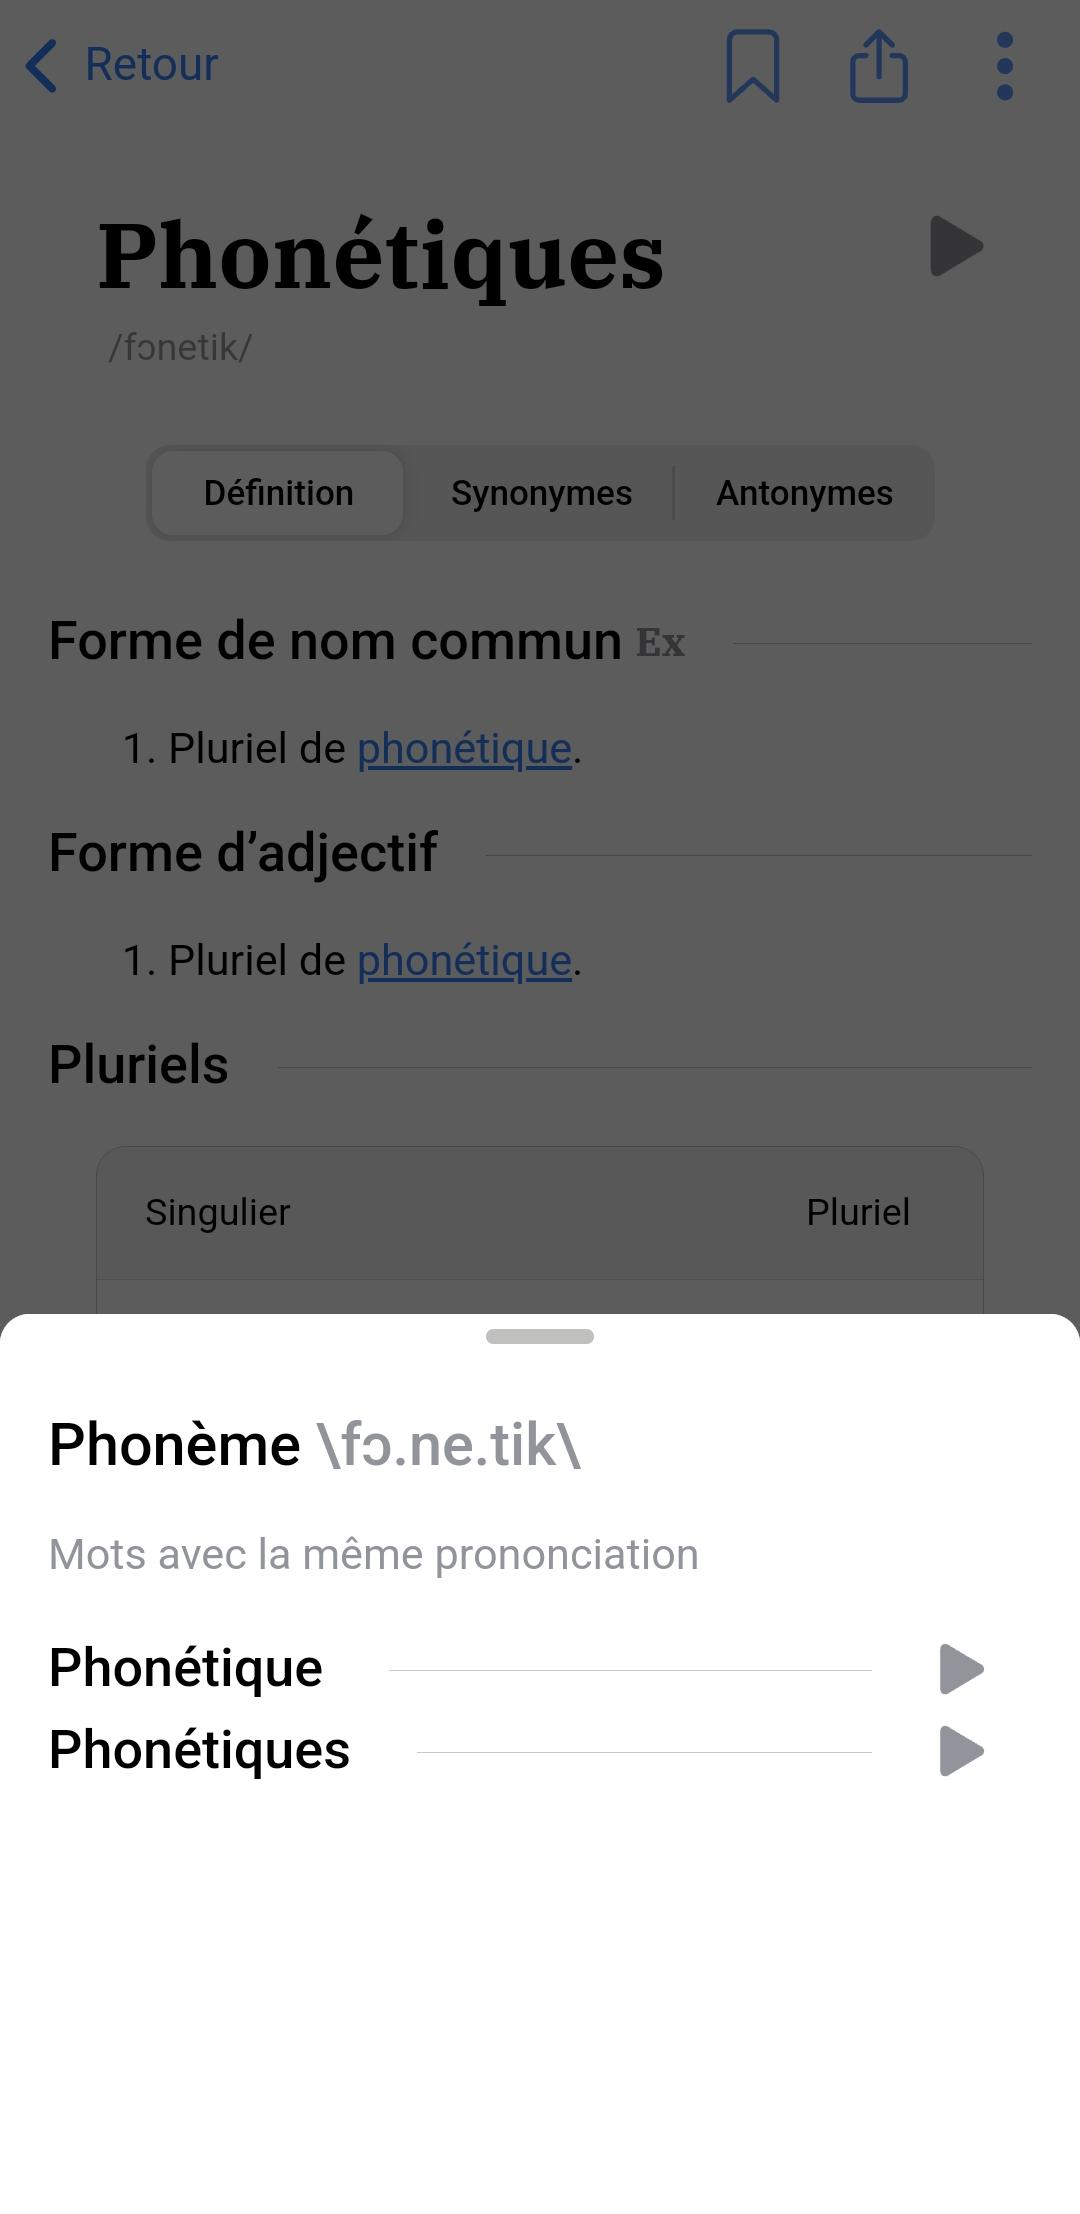 Retour
Phonétiques
/fɔnetik/
Définition Synonymes Antonymes
Forme de nom commun Ex
1. Pluriel de phonétique.
Forme d’adjectif
1. Pluriel de phonétique.
Pluriels
Singulier Pluriel
Phonème \fɔ.ne.tik\
Mots avec la même prononciation
Phonétique
Phonétiques